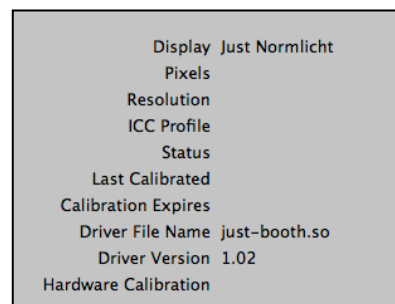 Display Just Normlicht
Pixels
Resolution
ICC Profile
Status
Last Calibrated
Calibration Expires
Driver File Name just-booth.so
Driver Version 1.02
Hardware Calibration